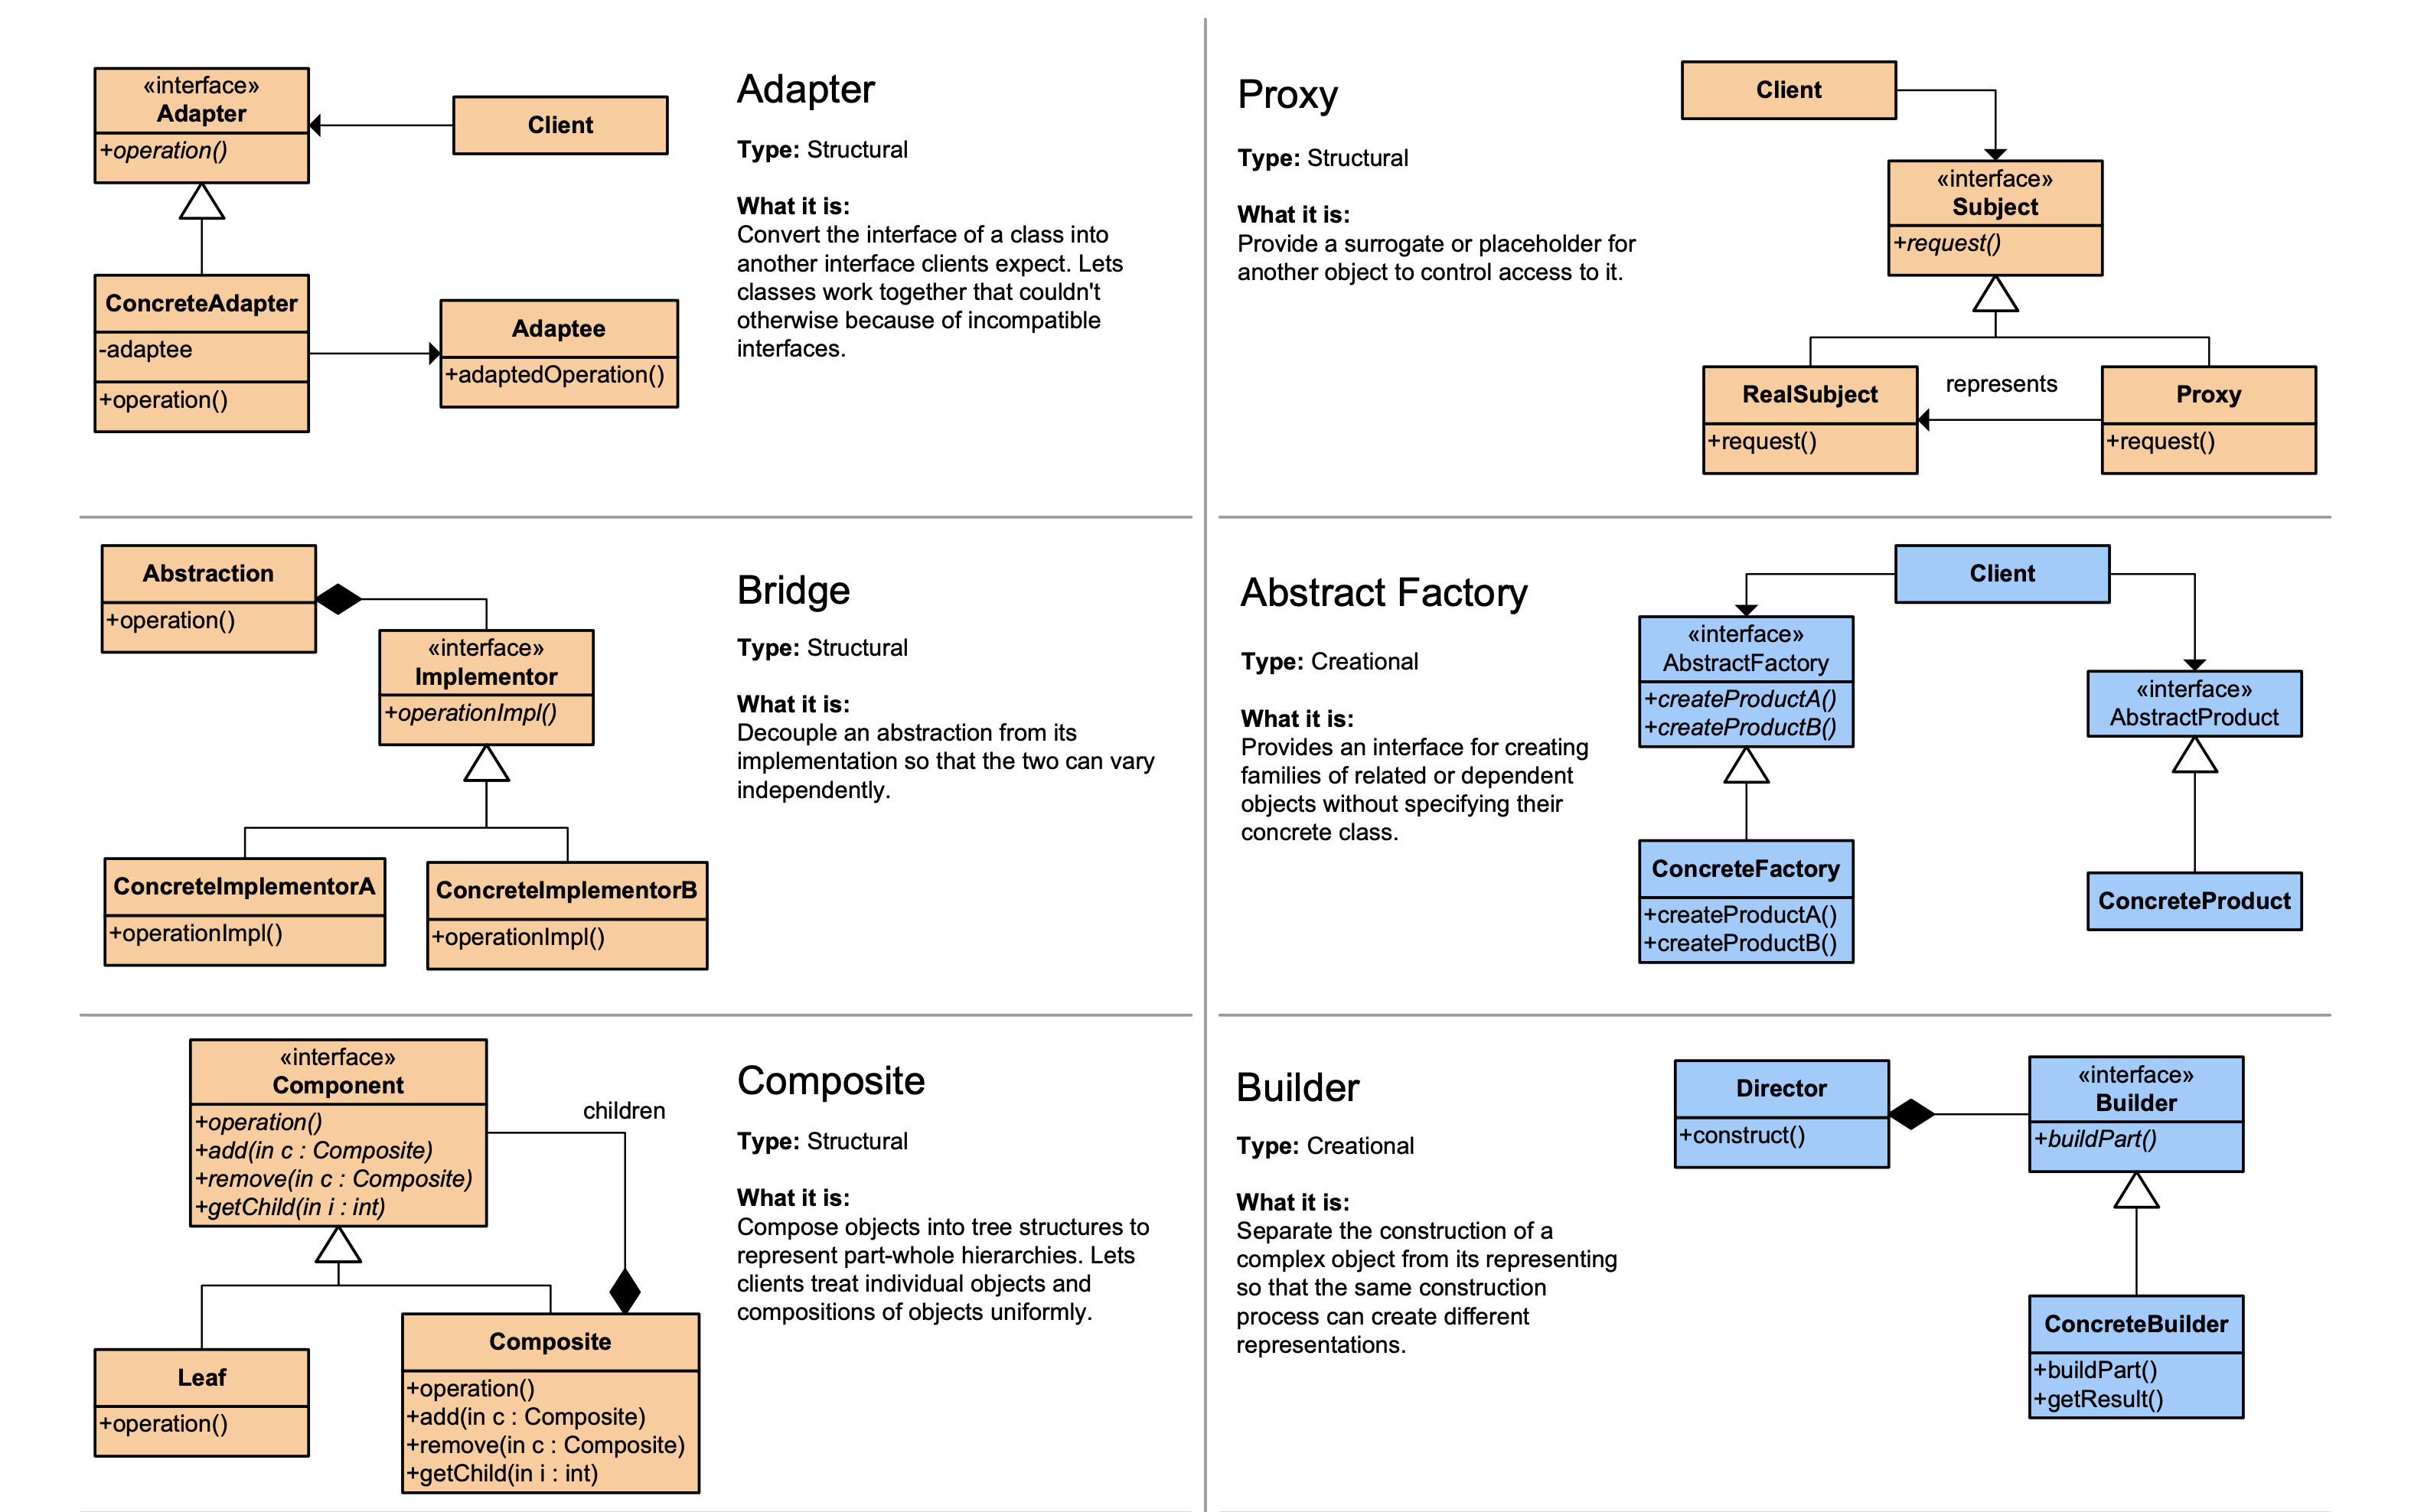 «interface»
Adapter
+operation()
Client
ConcreteAdapter
-adaptee
+operation()
Adaptee
+adaptedOperation()
Adapter
Type: Structural
What it is:
Convert the interface of a class into
another interface clients expect. Lets
classes work together that couldn't
otherwise because of incompatible
interfaces.
Proxy
Type: Structural
What it is:
Provide a surrogate or placeholder for
another object to control access to it.
Client
«interface»
Subject
+request()
RealSubject
+request()
represents
Proxy
+request()
Abstraction
+operation()
«interface»
Implementor
+operationImpl()
ConcreteImplementorA
+operationImpl()
ConcreteImplementorB
+operationImpl()
Bridge
Type: Structural
What it is:
Decouple an abstraction from its
implementation so that the two can vary
independently.
Abstract Factory
Type: Creational
What it is:
Provides an interface for creating
families of related or dependent
objects without specifying their
concrete class.
Client
«interface»
AbstractFactory
+createProductA()
+createProductB()
«interface»
AbstractProduct
ConcreteFactory
+createProductA()
+createProductB()
ConcreteProduct
«interface»
Component
+operation()
+add(in c : Composite)
+remove(in c : Composite)
+getChild(in i : int)
children
Leaf
+operation()
Composite
+operation()
+add(in c : Composite)
+remove(in c : Composite)
+getChild(in i : int)
Composite
Type: Structural
What it is:
Compose objects into tree structures to
represent part-whole hierarchies. Lets
clients treat individual objects and
compositions of objects uniformly.
Builder
Type: Creational
What it is:
Separate the construction of a
complex object from its representing
so that the same construction
process can create different
representations.
Director
+construct()
«interface»
Builder
+buildPart()
ConcreteBuilder
+buildPart()
+getResult()